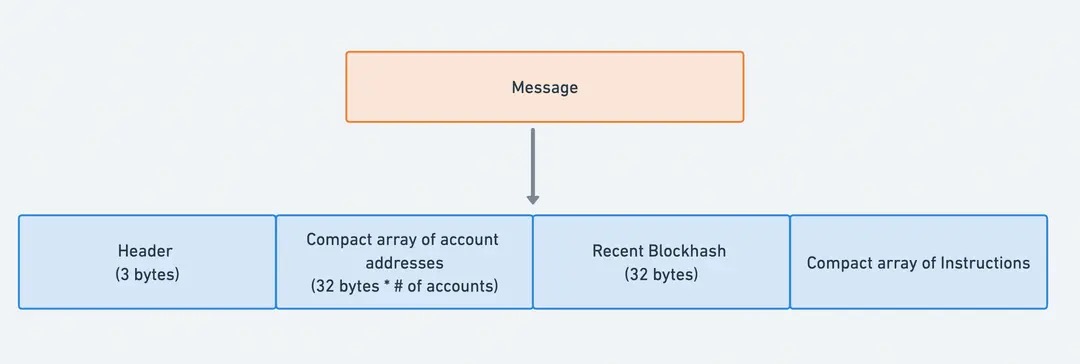 Message
Header
(3 bytes)
Compact array of account
addresses
(32 bytes * # of accounts)
Recent Blockhash
(32 bytes)
Compact array of Instructions